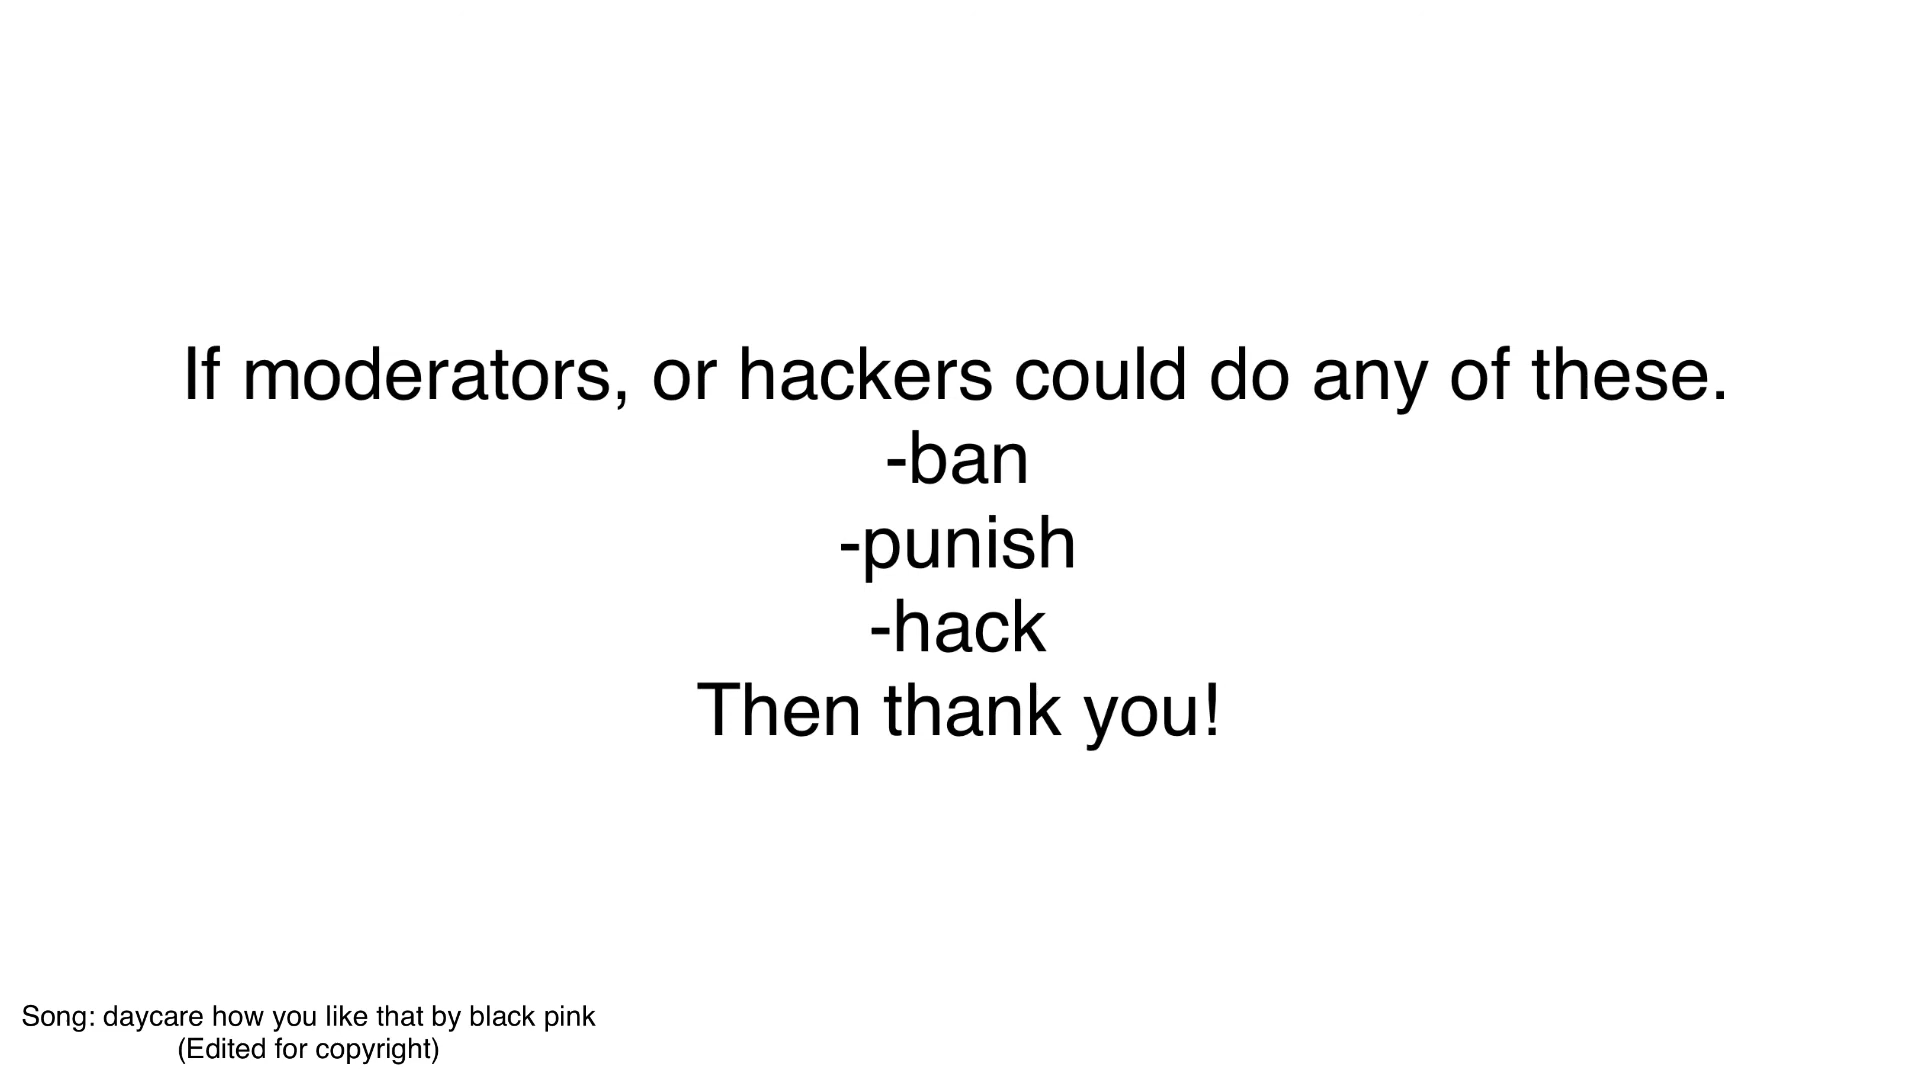 If moderators, or hackers could do any of these.
-ban
-punish
-hack
Then thank you!
Song: daycare how you like that by black pink
(Edited for copyright)